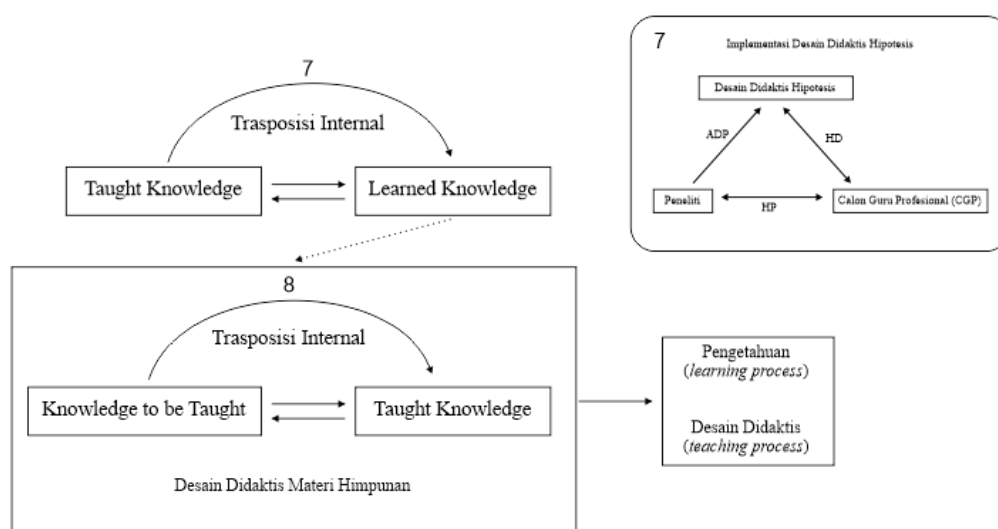 7
Trasposisi Internal
Taught Knowledge
Learned Knowledge
8
Trasposisi Internal
Knowledge to be Taught
Taught Knowledge
Desain Didaktis Materi Himpunan
7
Implementasi Desain Didaktis Hipotesis
Desain Didaktis Hipotesis
ADP
HD
Peneliti
HP
Calon Guru Profesional (CGP)
Pengetahuan
(learning process)
Desain Didaktis
(teaching process)